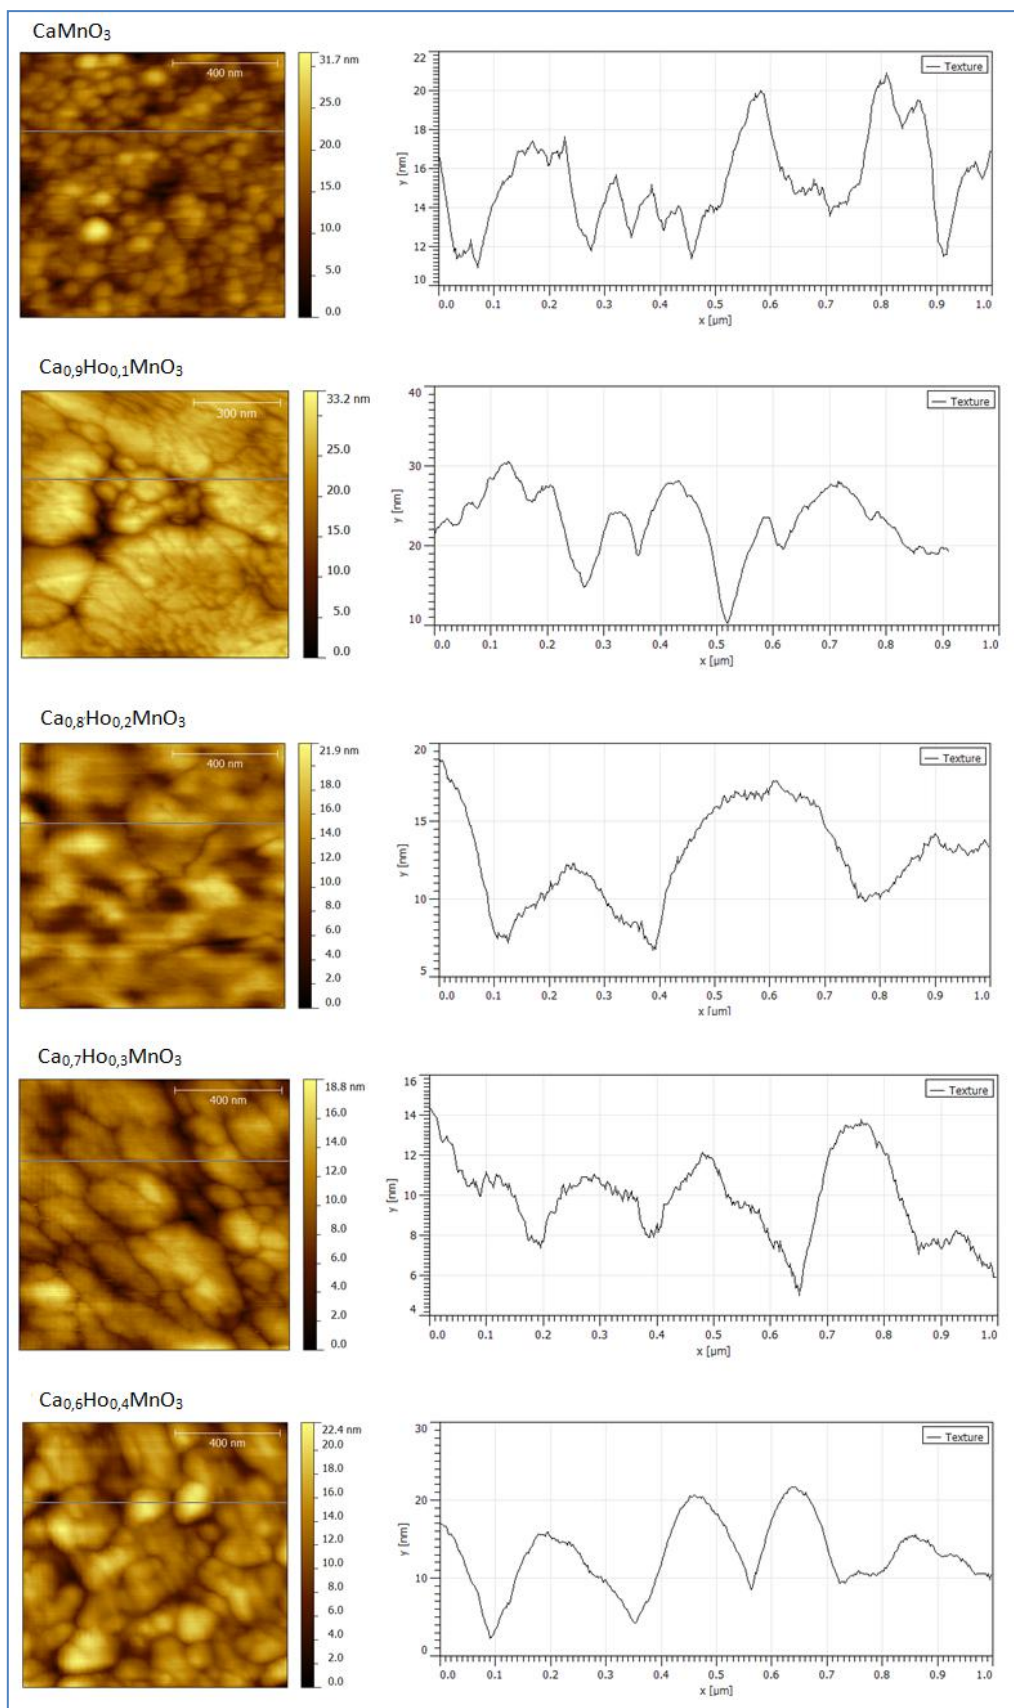 CaMnO₃
400 nm
31.7 nm
25.0
20.0
15.0
10.0
5.0
0.0
Texture
y [nm]
22
20
18
16
14
12
10
0.0 0.1 0.2 0.3 0.4 0.5 0.6 0.7 0.8 0.9 1.0
x [µm]
Ca₀,₉Ho₀,₁MnO₃
300 nm
33.2 nm
25.0
20.0
15.0
10.0
5.0
0.0
Texture
y [nm]
40
30
20
10
0.0 0.1 0.2 0.3 0.4 0.5 0.6 0.7 0.8 0.9 1.0
x [µm]
Ca₀,₈Ho₀,₂MnO₃
400 nm
21.9 nm
18.0
16.0
14.0
12.0
10.0
8.0
6.0
4.0
2.0
0.0
Texture
y [nm]
20
15
10
5
0.0 0.1 0.2 0.3 0.4 0.5 0.6 0.7 0.8 0.9 1.0
x [µm]
Ca₀,₇Ho₀,₃MnO₃
400 nm
18.8 nm
16.0
14.0
12.0
10.0
8.0
6.0
4.0
2.0
0.0
Texture
y [nm]
16
14
12
10
8
6
4
0.0 0.1 0.2 0.3 0.4 0.5 0.6 0.7 0.8 0.9 1.0
x [µm]
Ca₀,₆Ho₀,₄MnO₃
400 nm
22.4 nm
20.0
18.0
16.0
14.0
12.0
10.0
8.0
6.0
4.0
2.0
0.0
Texture
y [nm]
30
20
10
0
0.0 0.1 0.2 0.3 0.4 0.5 0.6 0.7 0.8 0.9 1.0
x [µm]